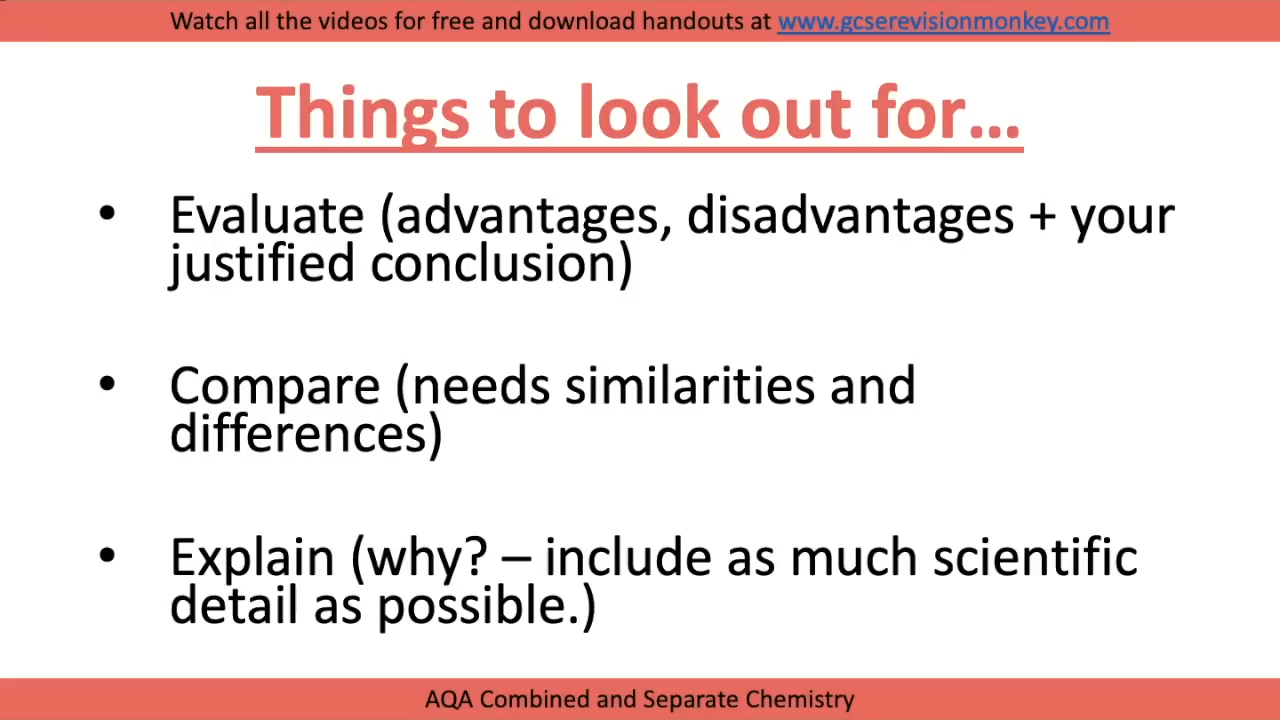 Watch all the videos for free and download handouts at www.gcserevisionmonkey.com
Things to look out for...
• Evaluate (advantages, disadvantages + your
justified conclusion)
• Compare (needs similarities and
differences)
• Explain (why? – include as much scientific
detail as possible.)
AQA Combined and Separate Chemistry